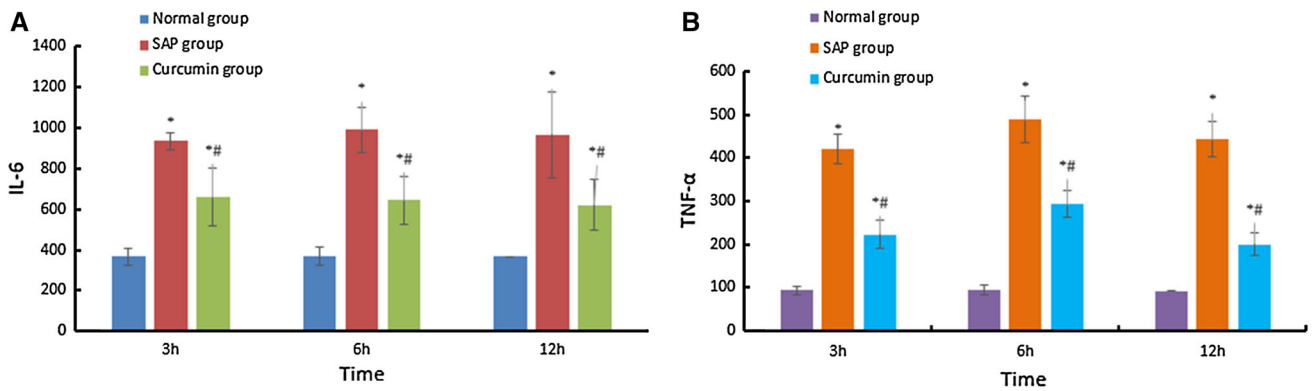 A
Normal group
SAP group
Curcumin group
IL-6
1400
1200
1000
800
600
400
200
0
*
*#
*
*#
*
*#
3h 6h 12h
Time
B
Normal group
SAP group
Curcumin group
TNF-α
600
500
400
300
200
100
0
*
*#
*
*#
*
*#
3h 6h 12h
Time